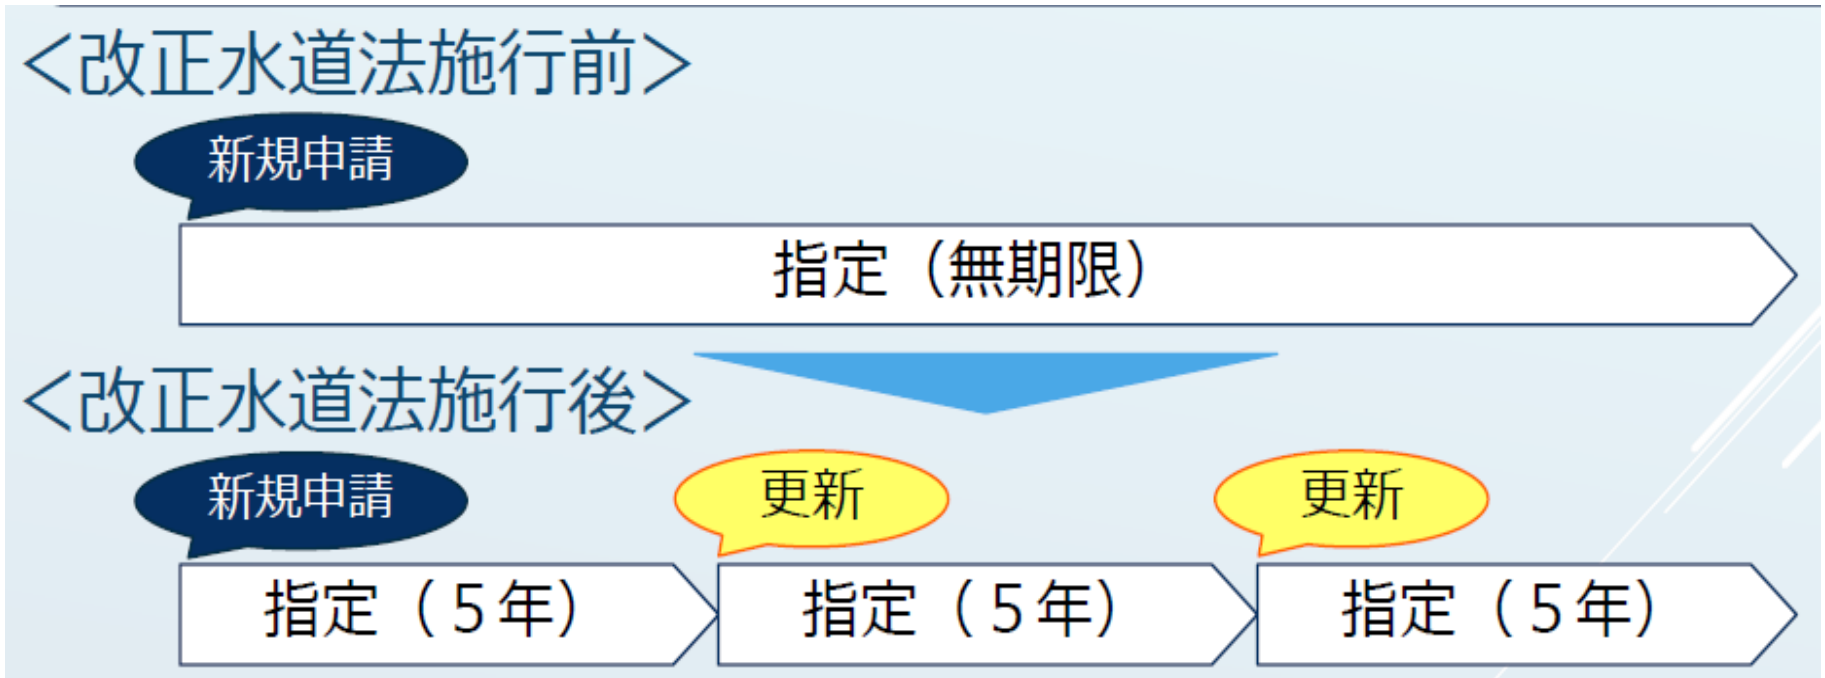 ＜改正水道法施行前＞
新規申請
指定（無期限）
＜改正水道法施行後＞
新規申請
更新
更新
指定（５年）
指定（５年）
指定（５年）